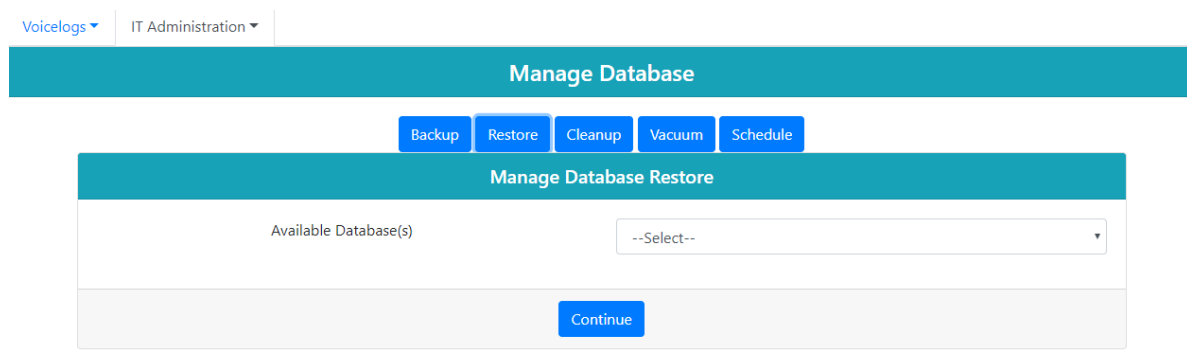 Voicelogs IT Administration
Manage Database
Backup Restore Cleanup Vacuum Schedule
Manage Database Restore
Available Database(s) --Select--
Continue